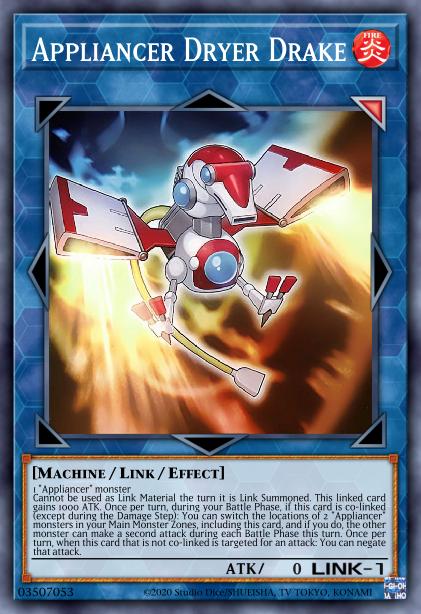 APPLIANCER DRYER DRAKE
FIRE
炎
[MACHINE / LINK / EFFECT]
1 "Appliancer" monster
Cannot be used as Link Material the turn it is Link Summoned. This linked card
gains 1000 ATK. Once per turn, during your Battle Phase, if this card is co-linked
(except during the Damage Step): You can switch the locations of 2 "Appliancer"
monsters in your Main Monster Zones, including this card, and if you do, the other
monster can make a second attack during each Battle Phase this turn. Once per
turn, when this card that is not co-linked is targeted for an attack: You can negate
that attack.
ATK/ 0 LINK-1
03507053 ©2020 Studio Dice/SHUEISHA, TV TOKYO, KONAMI